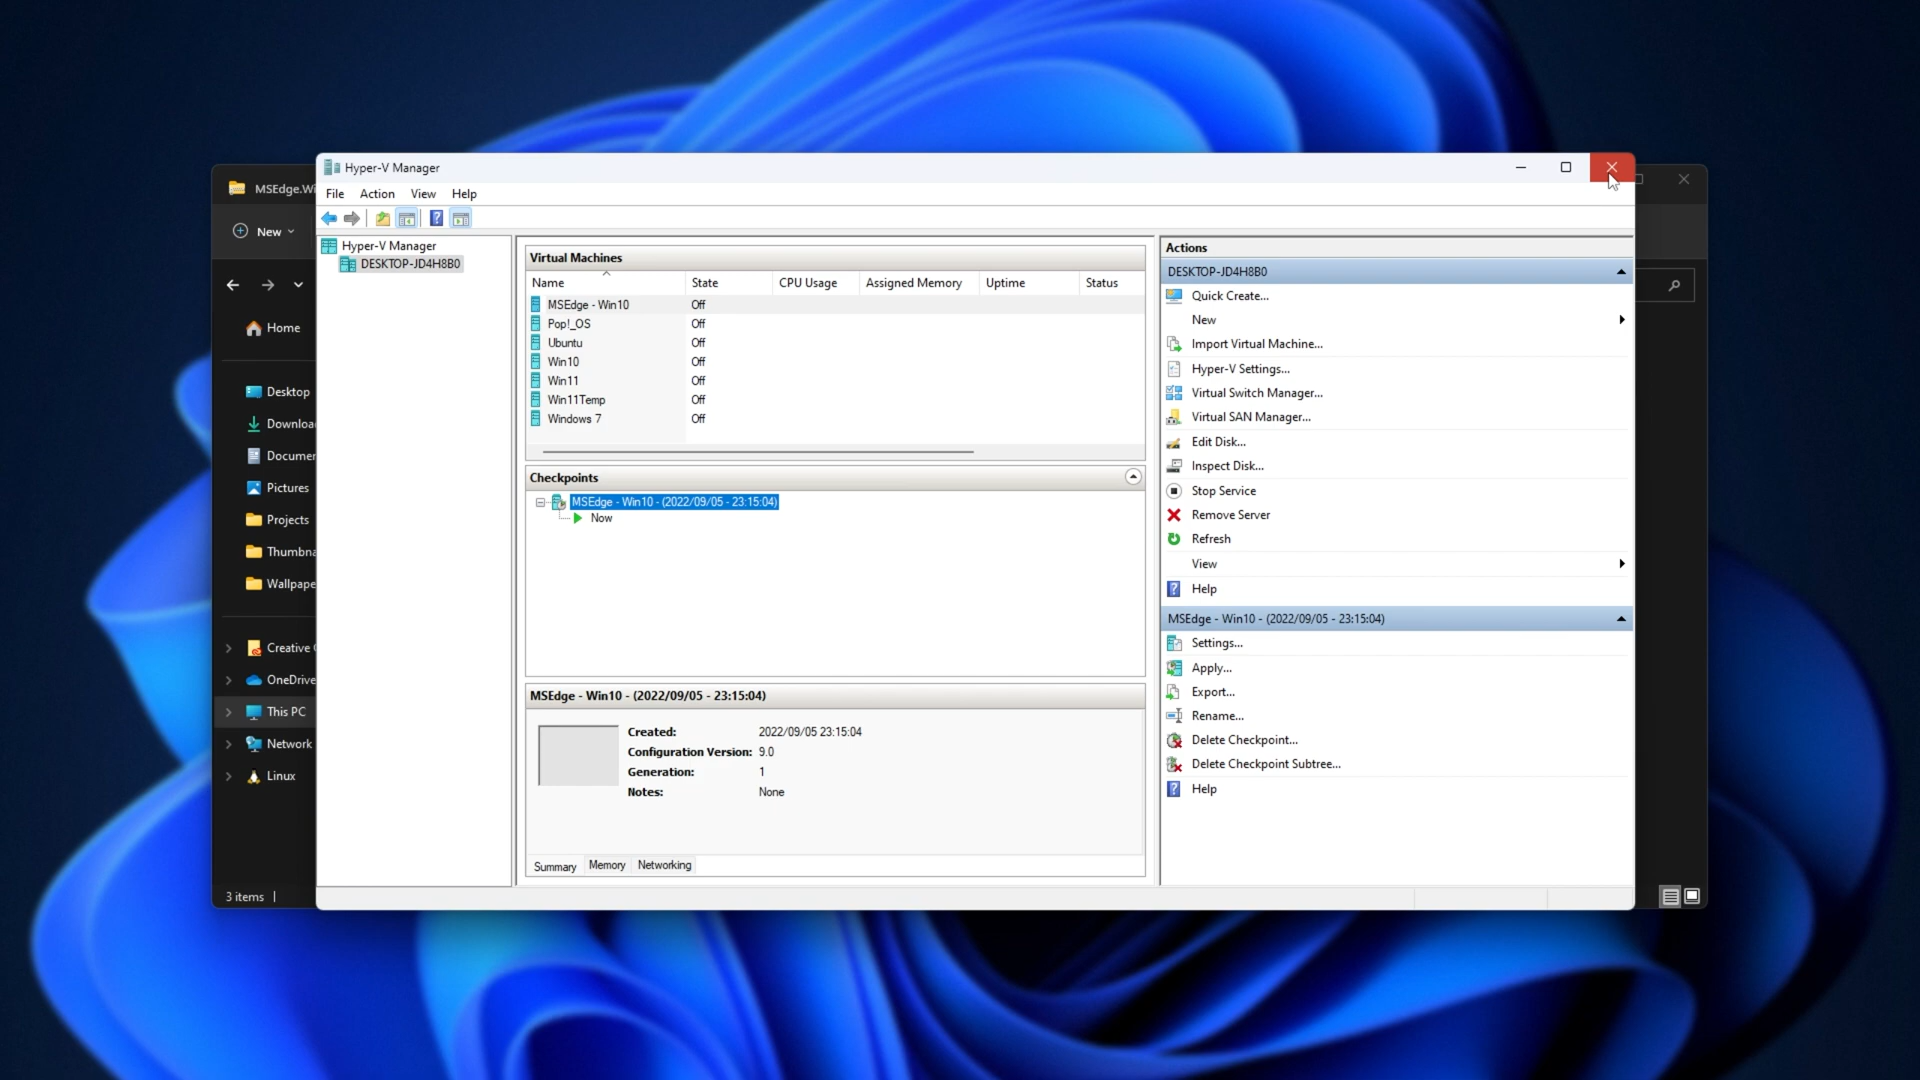 MSEdge.Wi
New
Home
Desktop
Downloa
Documer
Pictures
Projects
Thumbna
Wallpape
Creative
OneDrive
This PC
Network
Linux
3 items
Hyper-V Manager
File Action View Help
Hyper-V Manager
DESKTOP-JD4H8B0
Virtual Machines
Name State CPU Usage Assigned Memory Uptime Status
MSEdge - Win10 Off
Pop!_OS Off
Ubuntu Off
Win10 Off
Win11 Off
Win11Temp Off
Windows 7 Off
Checkpoints
MSEdge - Win10 - (2022/09/05 - 23:15:04)
Now
MSEdge - Win10 - (2022/09/05 - 23:15:04)
Created: 2022/09/05 23:15:04
Configuration Version: 9.0
Generation: 1
Notes: None
Summary Memory Networking
Actions
DESKTOP-JD4H8B0
Quick Create...
New
Import Virtual Machine...
Hyper-V Settings...
Virtual Switch Manager...
Virtual SAN Manager...
Edit Disk...
Inspect Disk...
Stop Service
Remove Server
Refresh
View
Help
MSEdge - Win10 - (2022/09/05 - 23:15:04)
Settings...
Apply...
Export...
Rename...
Delete Checkpoint...
Delete Checkpoint Subtree...
Help